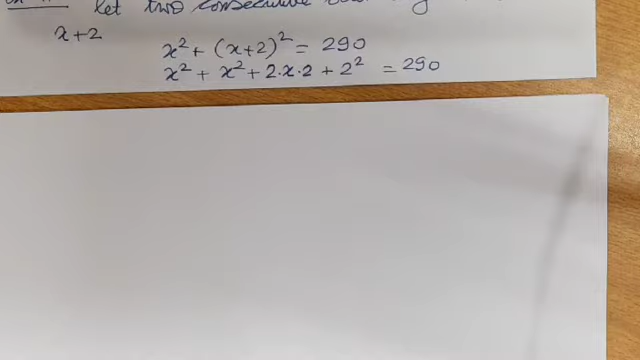 let two consecutive
x+2
x² + (x+2)² = 290
x² + x² + 2.x.2 + 2² = 290